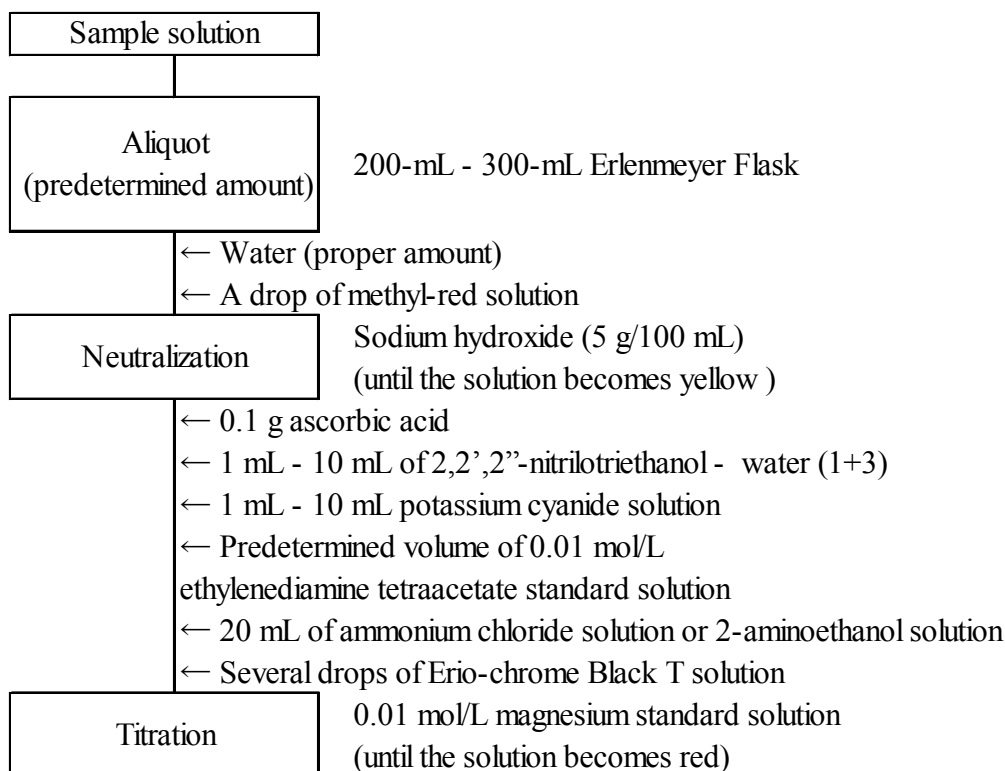 Sample solution
Aliquot
(predetermined amount)
200-mL - 300-mL Erlenmeyer Flask
← Water (proper amount)
← A drop of methyl-red solution
Neutralization
Sodium hydroxide (5 g/100 mL)
(until the solution becomes yellow )
← 0.1 g ascorbic acid
← 1 mL - 10 mL of 2,2’,2”-nitrilotriethanol - water (1+3)
← 1 mL - 10 mL potassium cyanide solution
← Predetermined volume of 0.01 mol/L
ethylenediamine tetraacetate standard solution
← 20 mL of ammonium chloride solution or 2-aminoethanol solution
← Several drops of Erio-chrome Black T solution
Titration
0.01 mol/L magnesium standard solution
(until the solution becomes red)